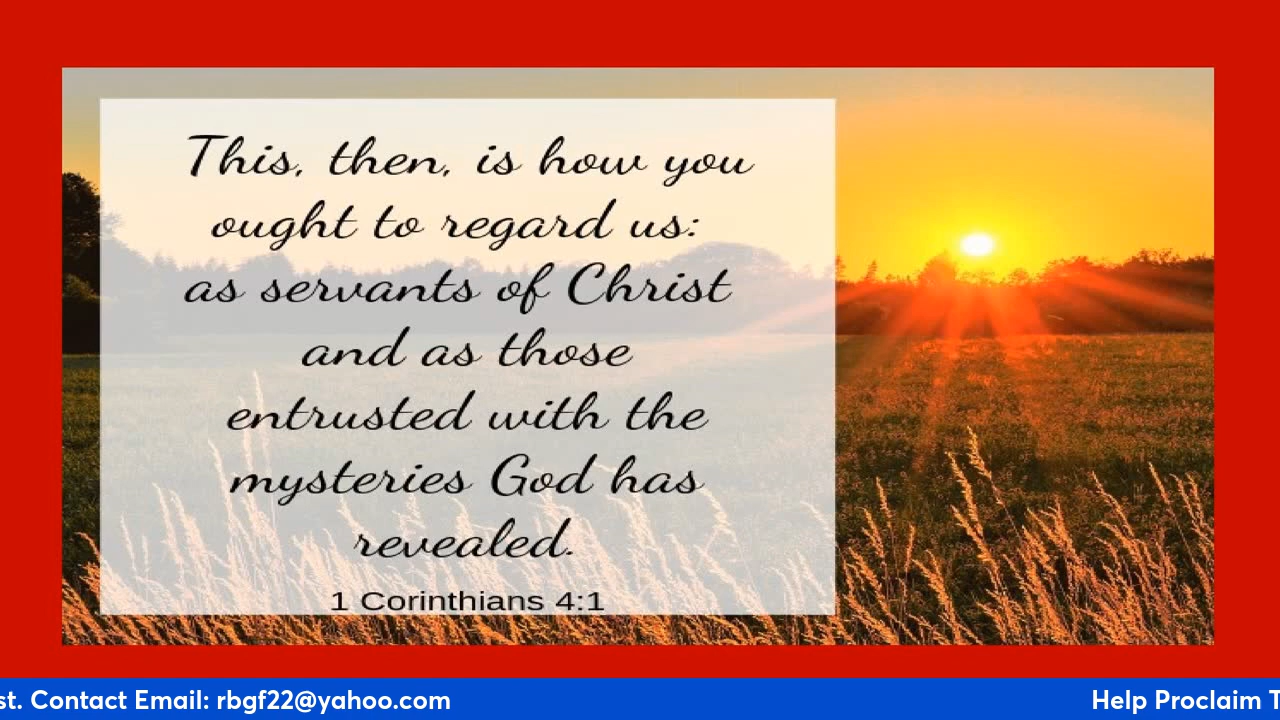 This, then, is how you
ought to regard us:
as servants of Christ
and as those
entrusted with the
mysteries God has
revealed.
1 Corinthians 4:1
st. Contact Email: rbgf22@yahoo.com
Help Proclaim T